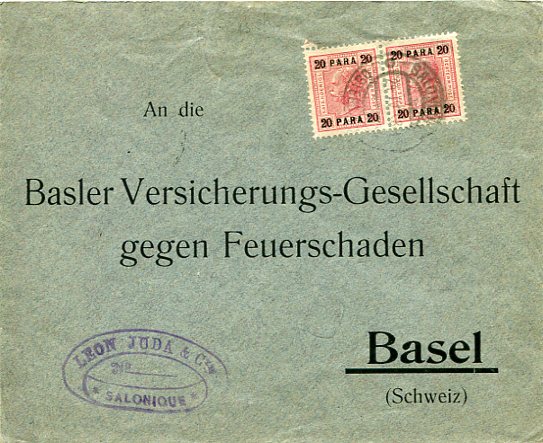 20 PARA 20
20 PARA 20
20 PARA 20
20 PARA 20
An die
Basler Versicherungs-Gesellschaft
gegen Feuerschaden
LEON JUDA & Cie
SALONIQUE
Basel
(Schweiz)